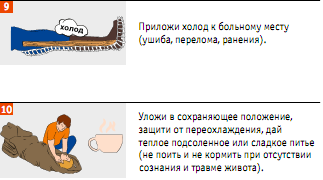 9
холод
Приложи холод к больному месту
(ушиба, перелома, ранения).
10
Уложи в сохраняющее положение,
защити от переохлаждения, дай
теплое подсоленное или сладкое питье
(не поить и не кормить при отсутствии
сознания и травме живота).